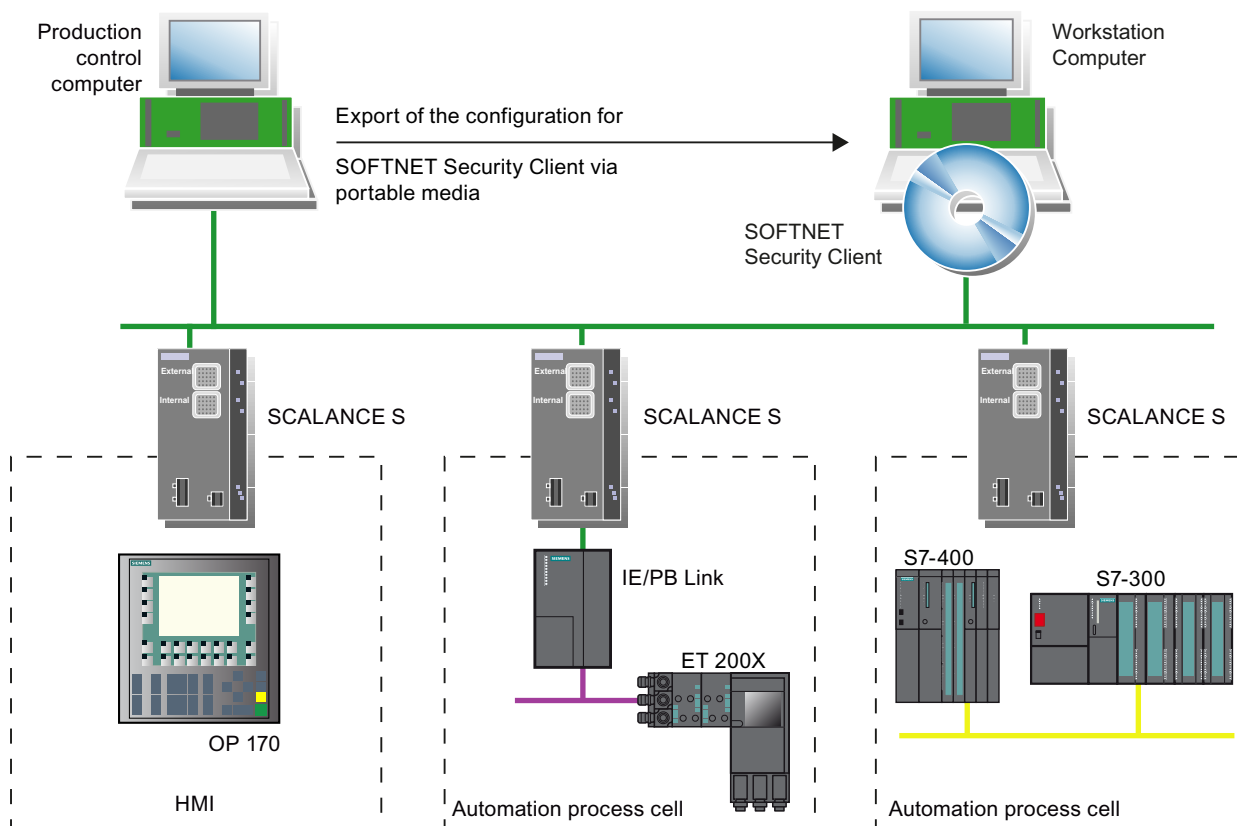 Production
control
computer
Workstation
Computer
Export of the configuration for
SOFTNET Security Client via
portable media
SOFTNET
Security Client
External
Internal
SCALANCE S
External
Internal
SCALANCE S
External
Internal
SCALANCE S
SIEMENS
OP 170
HMI
SIEMENS
IE/PB Link
ET 200X
Automation process cell
S7-400
S7-300
Automation process cell